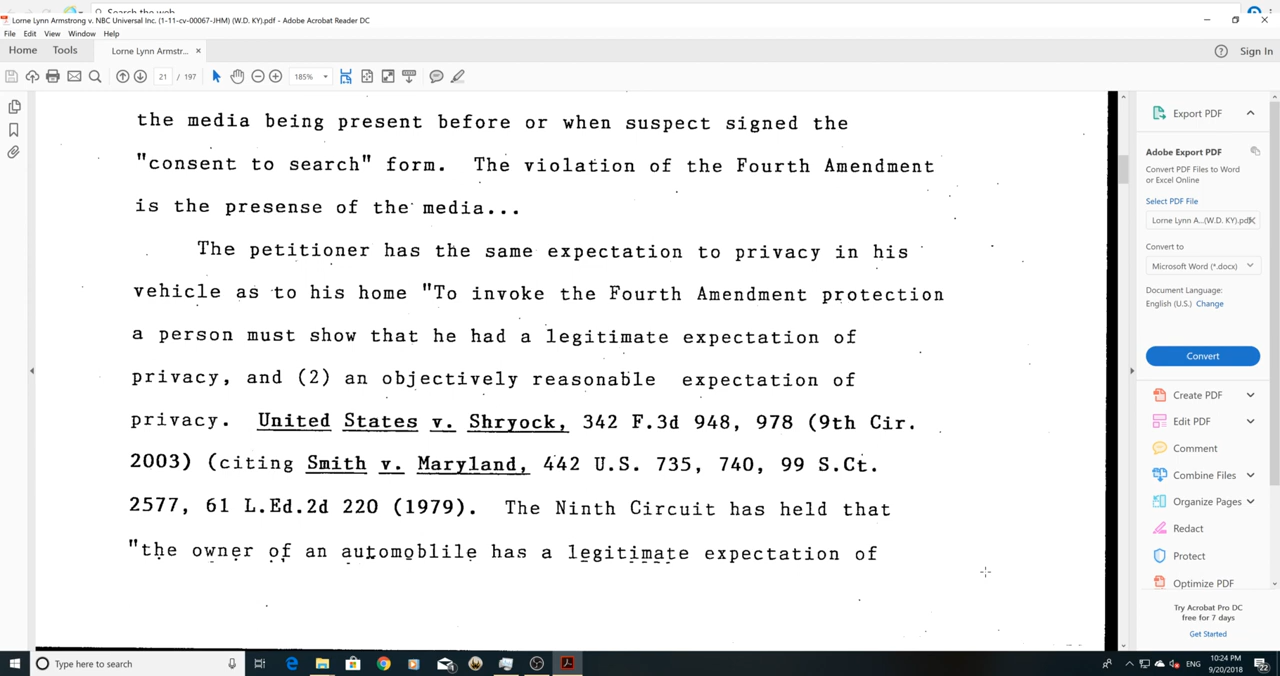 Search the web
Lorne Lynn Armstrong v. NBC Universal Inc. (1-11-cv-00067-JHM) (W.D. KY).pdf - Adobe Acrobat Reader DC
File Edit View Window Help
Home Tools Lorne Lynn Armstr... × Sign In
21 / 197 185%
the media being present before or when suspect signed the
"consent to search" form. The violation of the Fourth Amendment
is the presense of the media...
The petitioner has the same expectation to privacy in his
vehicle as to his home "To invoke the Fourth Amendment protection
a person must show that he had a legitimate expectation of
privacy, and (2) an objectively reasonable expectation of
privacy. United States v. Shryock, 342 F.3d 948, 978 (9th Cir.
2003) (citing Smith v. Maryland, 442 U.S. 735, 740, 99 S.Ct.
2577, 61 L.Ed.2d 220 (1979). The Ninth Circuit has held that
"the owner of an automoblile has a legitimate expectation of
Export PDF
Adobe Export PDF
Convert PDF Files to Word
or Excel Online
Select PDF File
Lorne Lynn A...(W.D. KY).pdf
Convert to
Microsoft Word (*.docx)
Document Language:
English (U.S.) Change
Convert
Create PDF
Edit PDF
Comment
Combine Files
Organize Pages
Redact
Protect
Optimize PDF
Try Acrobat Pro DC
free for 7 days
Get Started
Type here to search
ENG
10:24 PM
9/20/2018
22